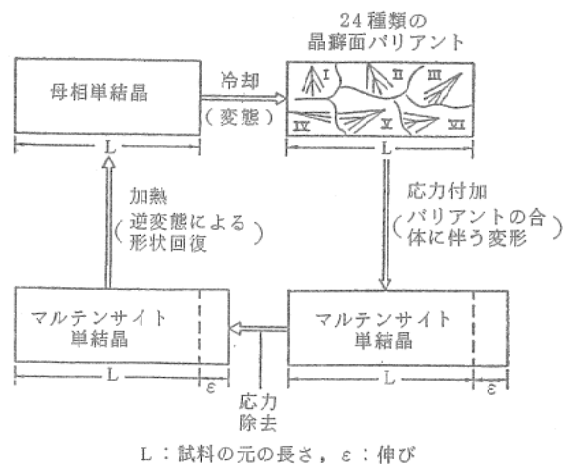 24種類の
晶癖面バリアント
母相単結晶
冷却
(変態)
I II III
IV V VI
L
L
加熱
(逆変態による
形状回復)
応力付加
(バリアントの合
体に伴う変形)
マルテンサイト
単結晶
マルテンサイト
単結晶
L ε
応力
除去
L ε
L:試料の元の長さ,ε:伸び